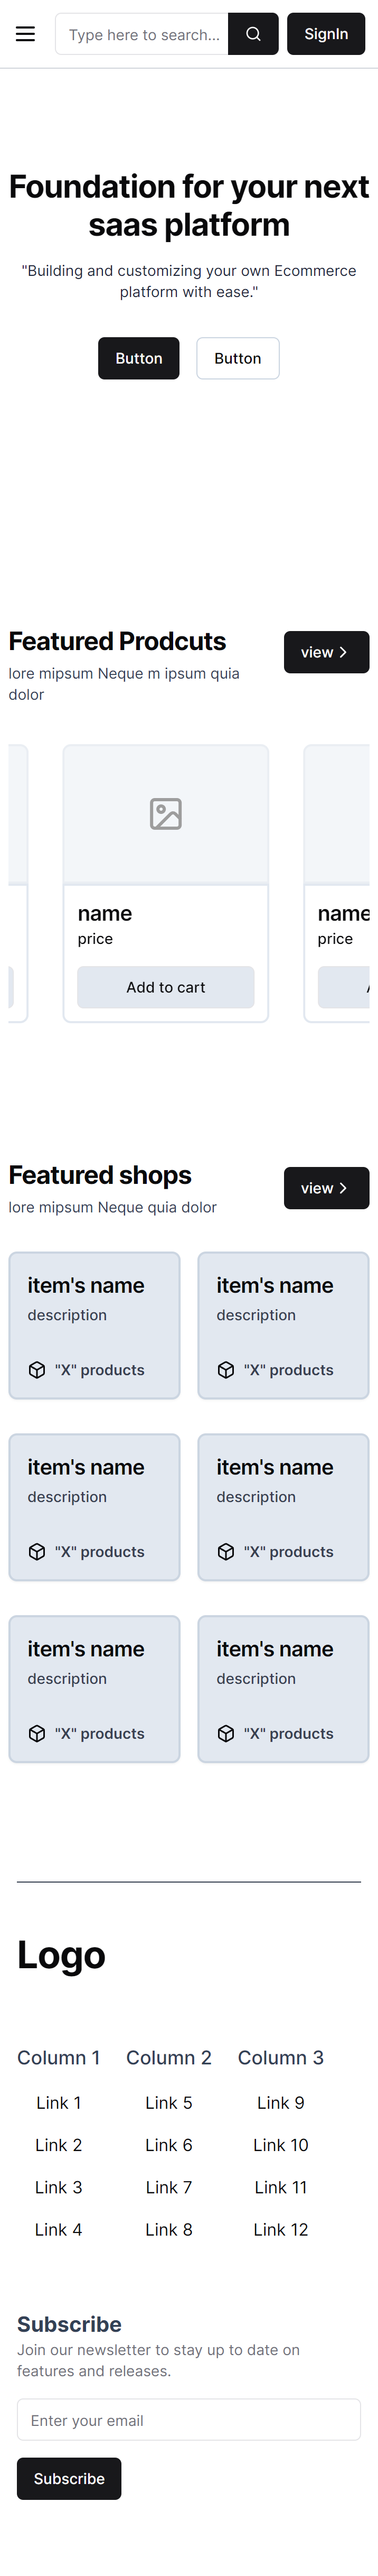 Type here to search...
SignIn
Foundation for your next
saas platform
"Building and customizing your own Ecommerce
platform with ease."
Button
Button
Featured Prodcuts
lore mipsum Neque m ipsum quia
dolor
view
name
price
Add to cart
name
price
A
Featured shops
lore mipsum Neque quia dolor
view
item's name
description
"X" products
item's name
description
"X" products
item's name
description
"X" products
item's name
description
"X" products
item's name
description
"X" products
item's name
description
"X" products
Logo
Column 1
Link 1
Link 2
Link 3
Link 4
Column 2
Link 5
Link 6
Link 7
Link 8
Column 3
Link 9
Link 10
Link 11
Link 12
Subscribe
Join our newsletter to stay up to date on
features and releases.
Enter your email
Subscribe